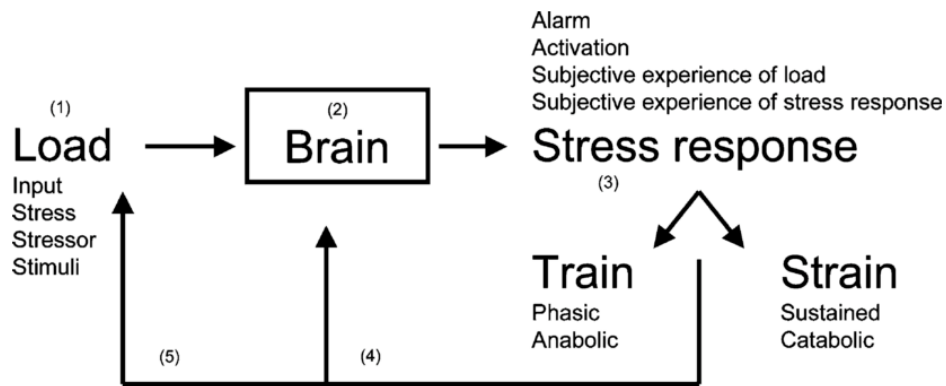 Alarm
Activation
Subjective experience of load
Subjective experience of stress response
(1)
Load
Input
Stress
Stressor
Stimuli
(2)
Brain
Stress response
(3)
Train
Phasic
Anabolic
Strain
Sustained
Catabolic
(5)
(4)